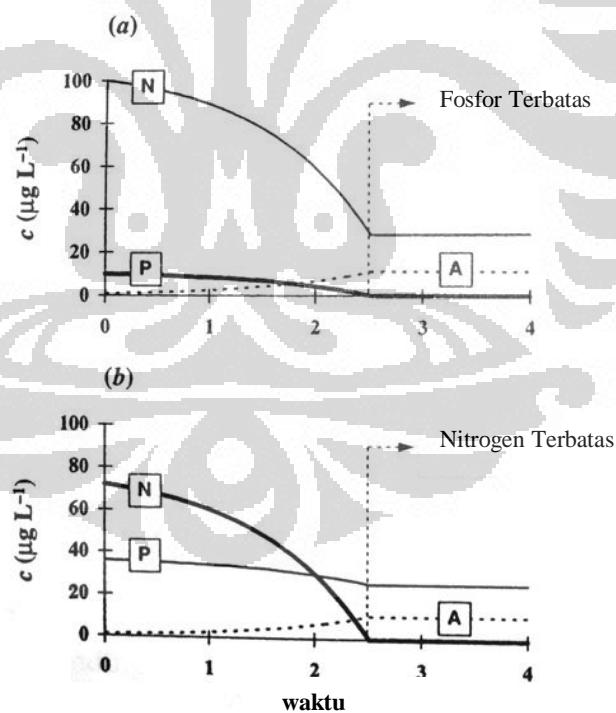 (a)
100
N
Fosfor Terbatas
80
60
c (µg L⁻¹)
40
20
P
A
0
0 1 2 3 4
(b)
100
Nitrogen Terbatas
80
N
60
c (µg L⁻¹)
40
P
20
A
0
0 1 2 3 4
waktu